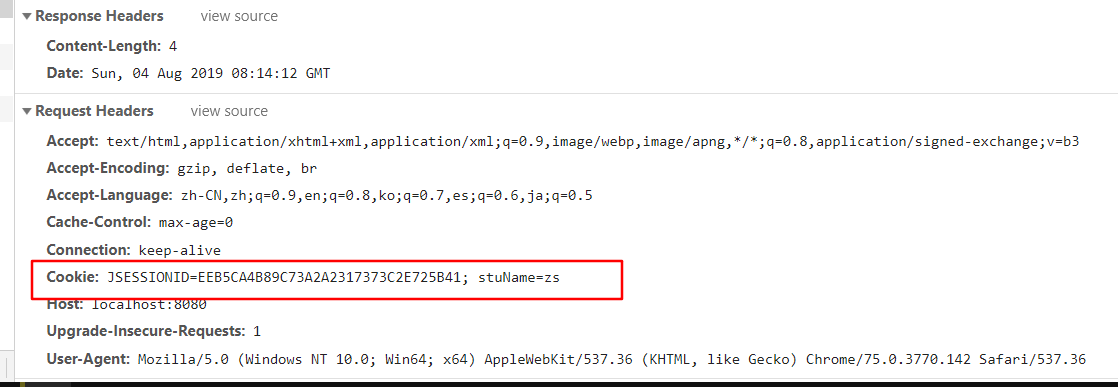 Response Headers view source
Content-Length: 4
Date: Sun, 04 Aug 2019 08:14:12 GMT
Request Headers view source
Accept: text/html,application/xhtml+xml,application/xml;q=0.9,image/webp,image/apng,*/*;q=0.8,application/signed-exchange;v=b3
Accept-Encoding: gzip, deflate, br
Accept-Language: zh-CN,zh;q=0.9,en;q=0.8,ko;q=0.7,es;q=0.6,ja;q=0.5
Cache-Control: max-age=0
Connection: keep-alive
Cookie: JSESSIONID=EEB5CA4B89C73A2A2317373C2E725B41; stuName=zs
Host: localhost:8080
Upgrade-Insecure-Requests: 1
User-Agent: Mozilla/5.0 (Windows NT 10.0; Win64; x64) AppleWebKit/537.36 (KHTML, like Gecko) Chrome/75.0.3770.142 Safari/537.36